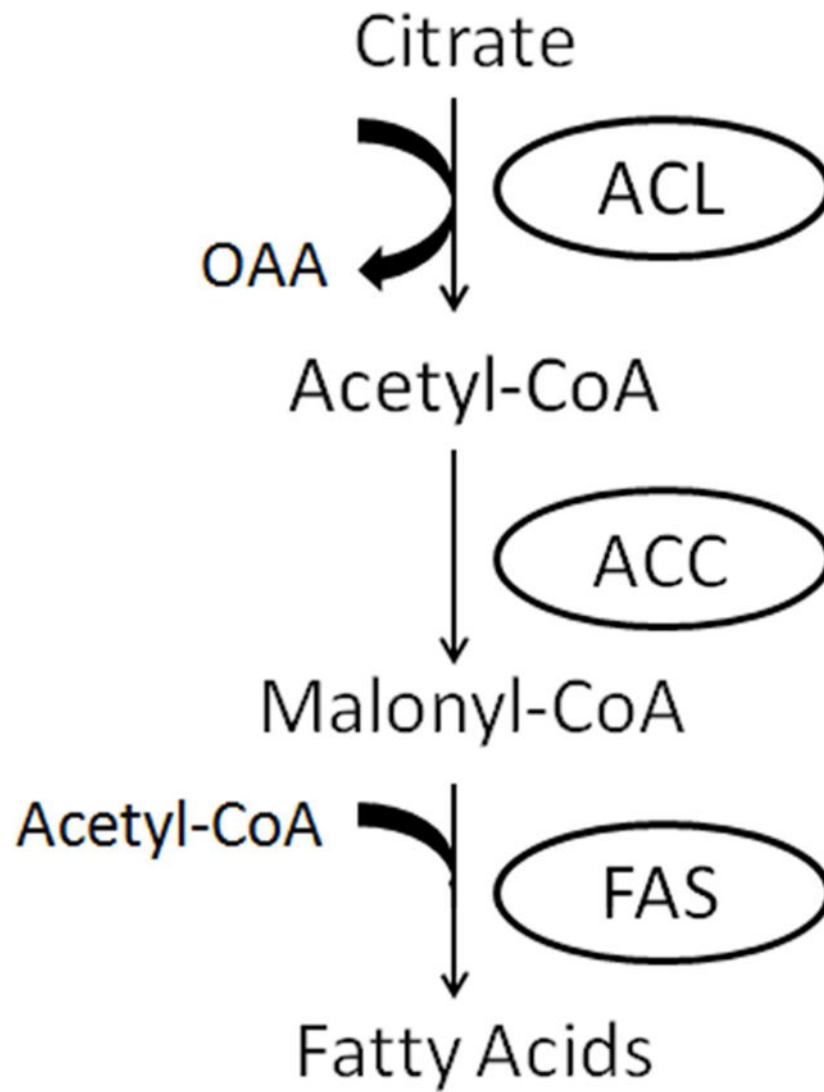 Citrate
ACL
OAA
Acetyl-CoA
ACC
Malonyl-CoA
Acetyl-CoA
FAS
Fatty Acids